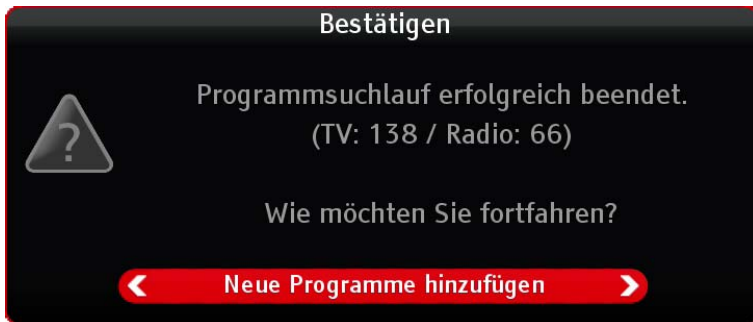 Bestätigen
Programmsuchlauf erfolgreich beendet.
(TV: 138 / Radio: 66)
?
Wie möchten Sie fortfahren?
Neue Programme hinzufügen